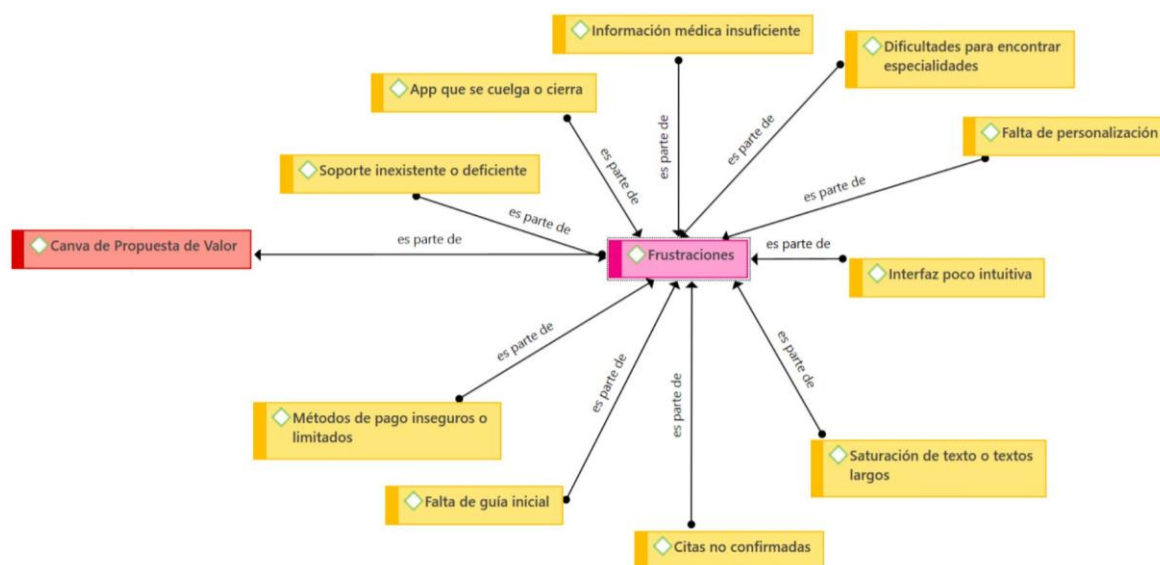 Información médica insuficiente
Dificultades para encontrar
especialidades
App que se cuelga o cierra
Falta de personalización
Soporte inexistente o deficiente
es parte de
es parte de
es parte de
es parte de
es parte de
Canva de Propuesta de Valor
es parte de
Frustraciones
es parte de
Interfaz poco intuitiva
es parte de
es parte de
es parte de
es parte de
Métodos de pago inseguros o
limitados
Saturación de texto o textos
largos
Falta de guía inicial
Citas no confirmadas